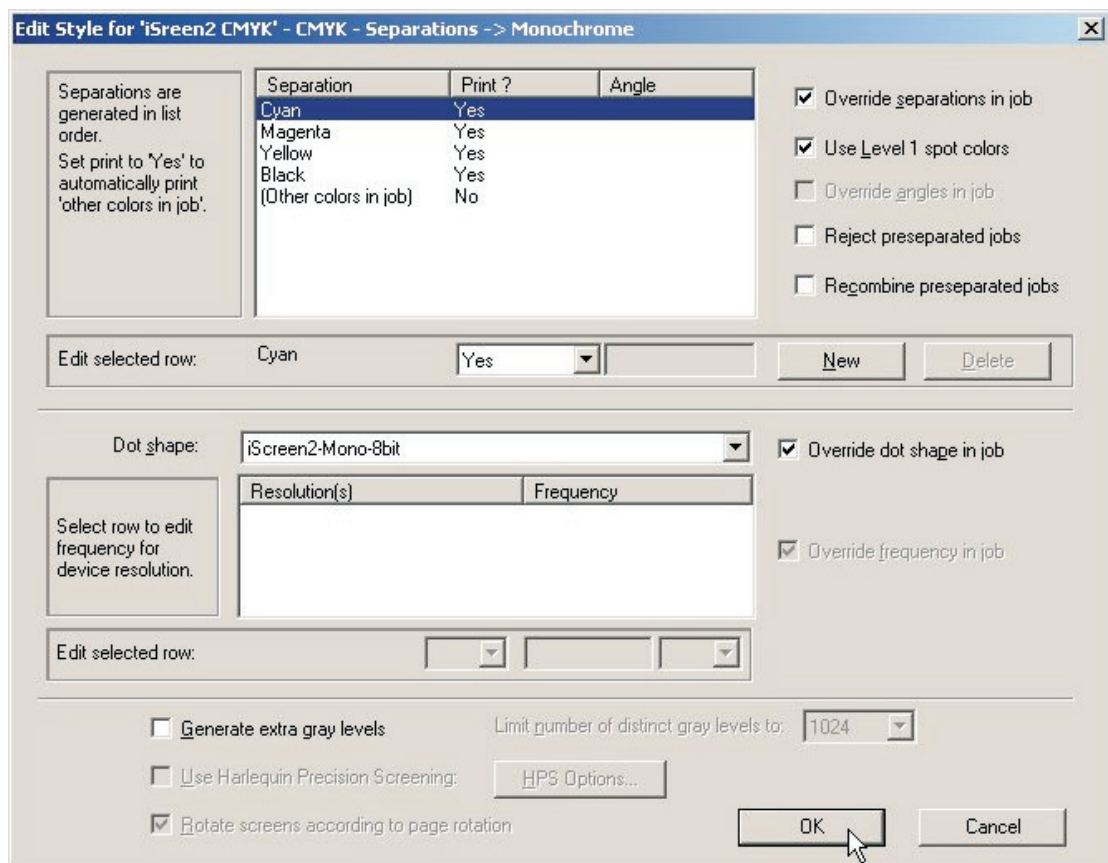 Edit Style for 'iSreen2 CMYK' - CMYK - Separations -> Monochrome
Separations are
generated in list
order.
Set print to 'Yes' to
automatically print
'other colors in job'.
Separation Print ? Angle
Cyan Yes
Magenta Yes
Yellow Yes
Black Yes
(Other colors in job) No
Override separations in job
Use Level 1 spot colors
Override angles in job
Reject preseparated jobs
Recombine preseparated jobs
Edit selected row: Cyan Yes New Delete
Dot shape: iScreen2-Mono-8bit Override dot shape in job
Select row to edit
frequency for
device resolution.
Resolution(s) Frequency
Override frequency in job
Edit selected row:
Generate extra gray levels Limit number of distinct gray levels to: 1024
Use Harlequin Precision Screening: HPS Options...
Rotate screens according to page rotation
OK Cancel